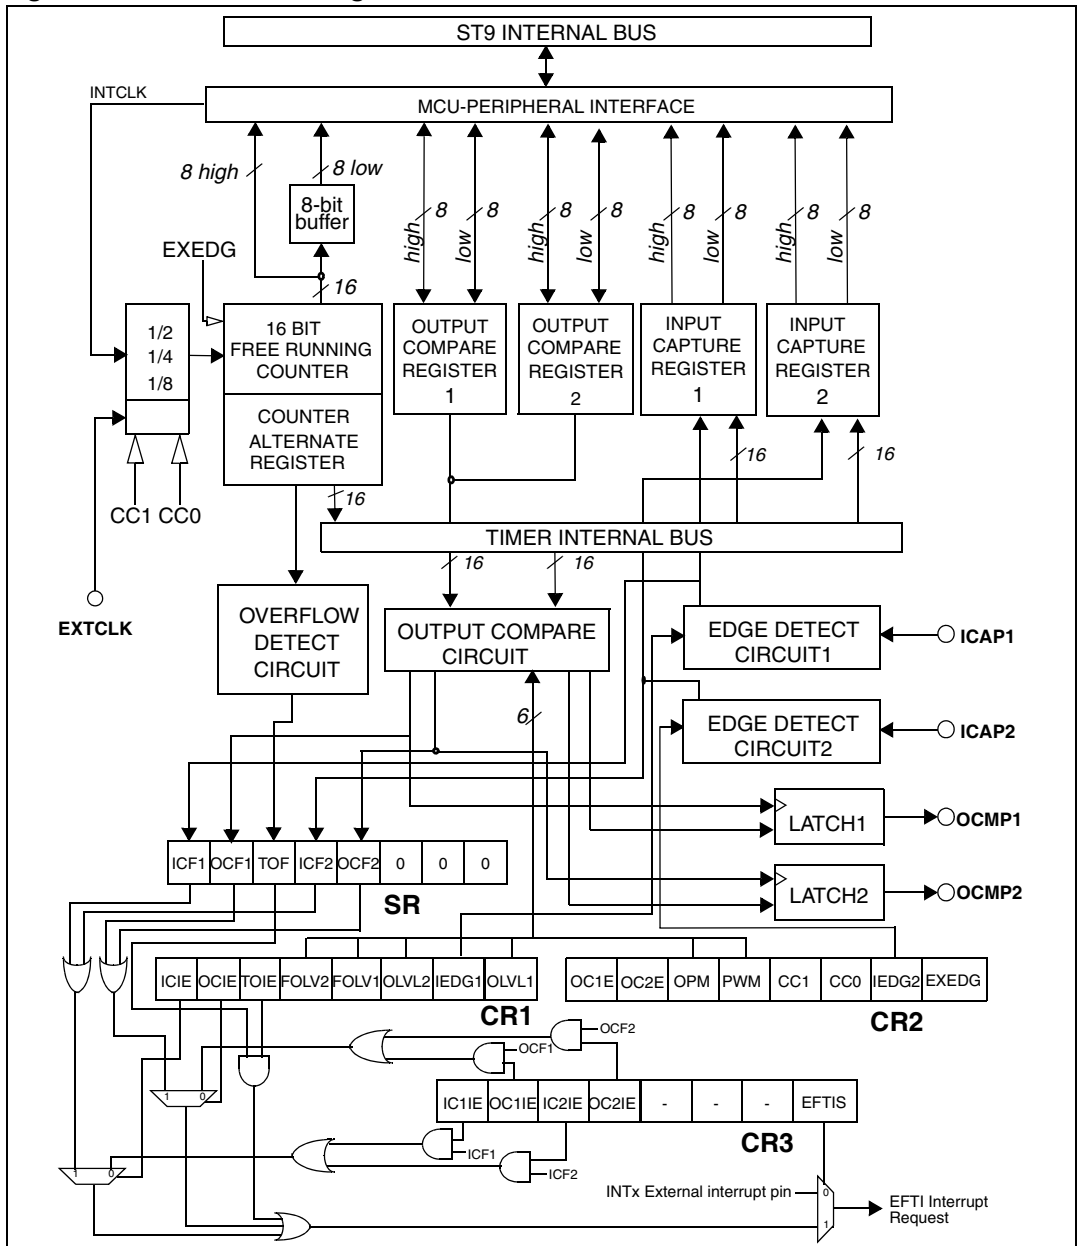 ST9 INTERNAL BUS
INTCLK
MCU-PERIPHERAL INTERFACE
8 high
8 low
8-bit
buffer
high
8
low
8
high
8
low
8
high
8
low
8
high
8
low
8
EXEDG
16
1/2
1/4
1/8
16 BIT
FREE RUNNING
COUNTER
COUNTER
ALTERNATE
REGISTER
OUTPUT
COMPARE
REGISTER
1
OUTPUT
COMPARE
REGISTER
2
INPUT
CAPTURE
REGISTER
1
INPUT
CAPTURE
REGISTER
2
16
16
CC1 CC0
16
TIMER INTERNAL BUS
16
16
EXTCLK
OVERFLOW
DETECT
CIRCUIT
OUTPUT COMPARE
CIRCUIT
EDGE DETECT
CIRCUIT1
ICAP1
6
EDGE DETECT
CIRCUIT2
ICAP2
LATCH1
OCMP1
LATCH2
OCMP2
ICF1 OCF1 TOF ICF2 OCF2 0 0 0
SR
ICIE OCIE TOIE FOLV2 FOLV1 OLVL2 IEDG1 OLVL1
CR1
OC1E OC2E OPM PWM CC1 CC0 IEDG2 EXEDG
CR2
OCF2
OCF1
1 0
IC1IE OC1IE IC2IE OC2IE - - - EFTIS
CR3
ICF1
ICF2
1 0
INTx External interrupt pin
0
1
EFTI Interrupt
Request